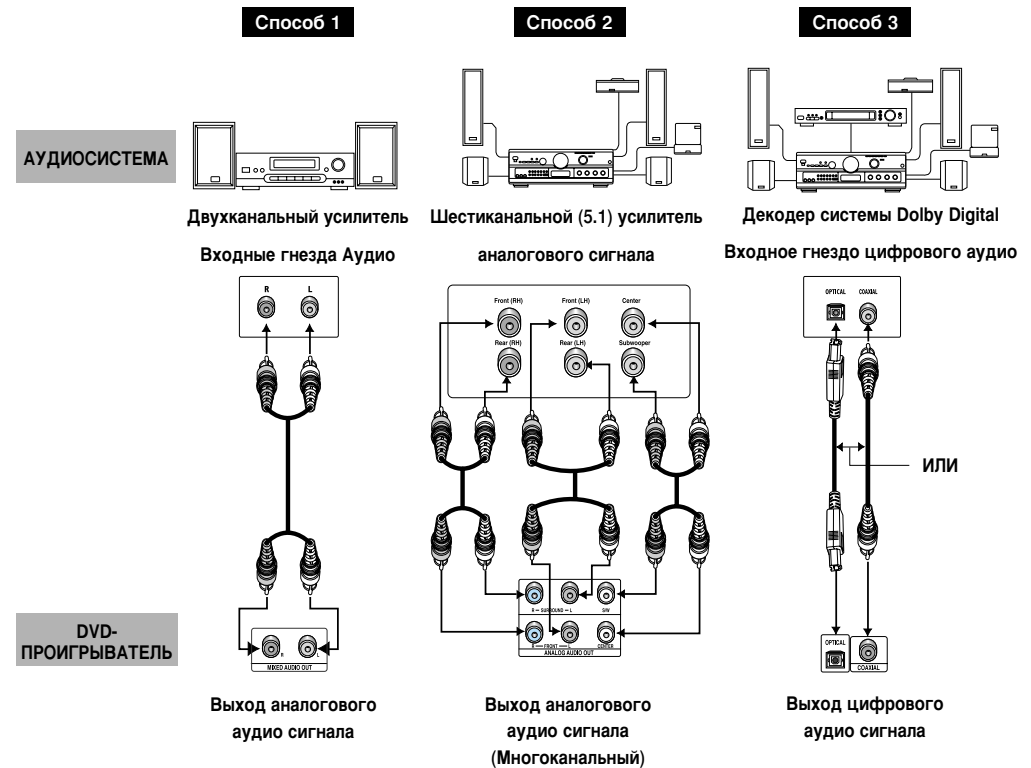 Способ 1
Способ 2
Способ 3
АУДИОСИСТЕМА
Двухканальный усилитель
Входные гнезда Аудио
Шестиканальной (5.1) усилитель
аналогового сигнала
Декодер системы Dolby Digital
Входное гнездо цифрового аудио
R L
Front (RH) Front (LH) Center
Rear (RH) Rear (LH) Subwooper
OPTICAL COAXIAL
ИЛИ
DVD-
ПРОИГРЫВАТЕЛЬ
R L
MIXED AUDIO OUT
R SURROUND L S/W
R FRONT L CENTER
ANALOG AUDIO OUT
OPTICAL
COAXIAL
Выход аналогового
аудио сигнала
Выход аналогового
аудио сигнала
(Многоканальный)
Выход цифрового
аудио сигнала